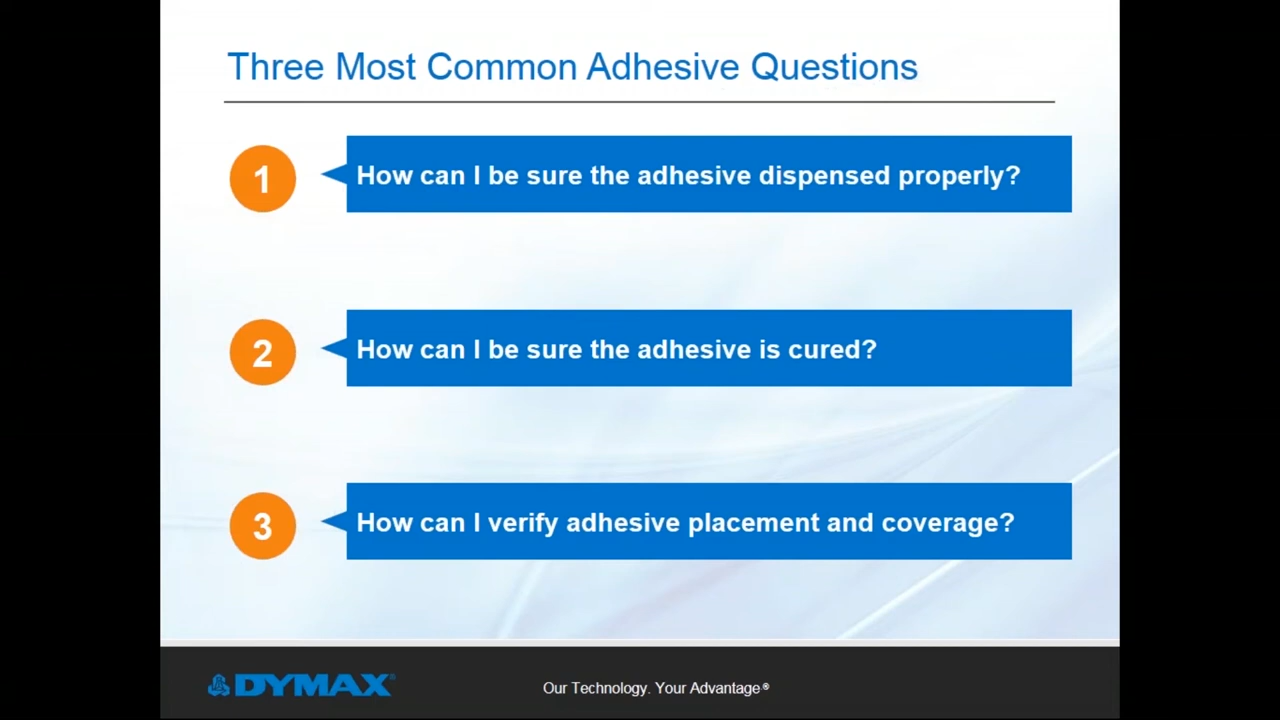 Three Most Common Adhesive Questions
1
How can I be sure the adhesive dispensed properly?
2
How can I be sure the adhesive is cured?
3
How can I verify adhesive placement and coverage?
DYMAX®
Our Technology. Your Advantage®